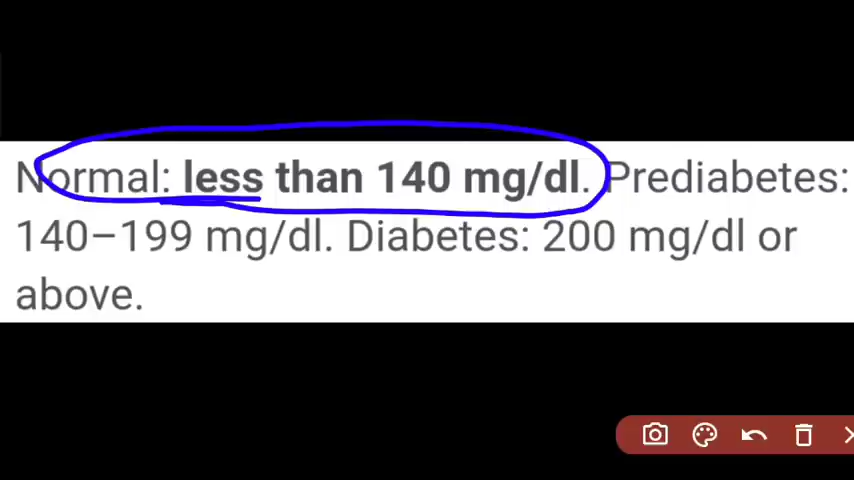 Normal: less than 140 mg/dl. Prediabetes:
140–199 mg/dl. Diabetes: 200 mg/dl or
above.